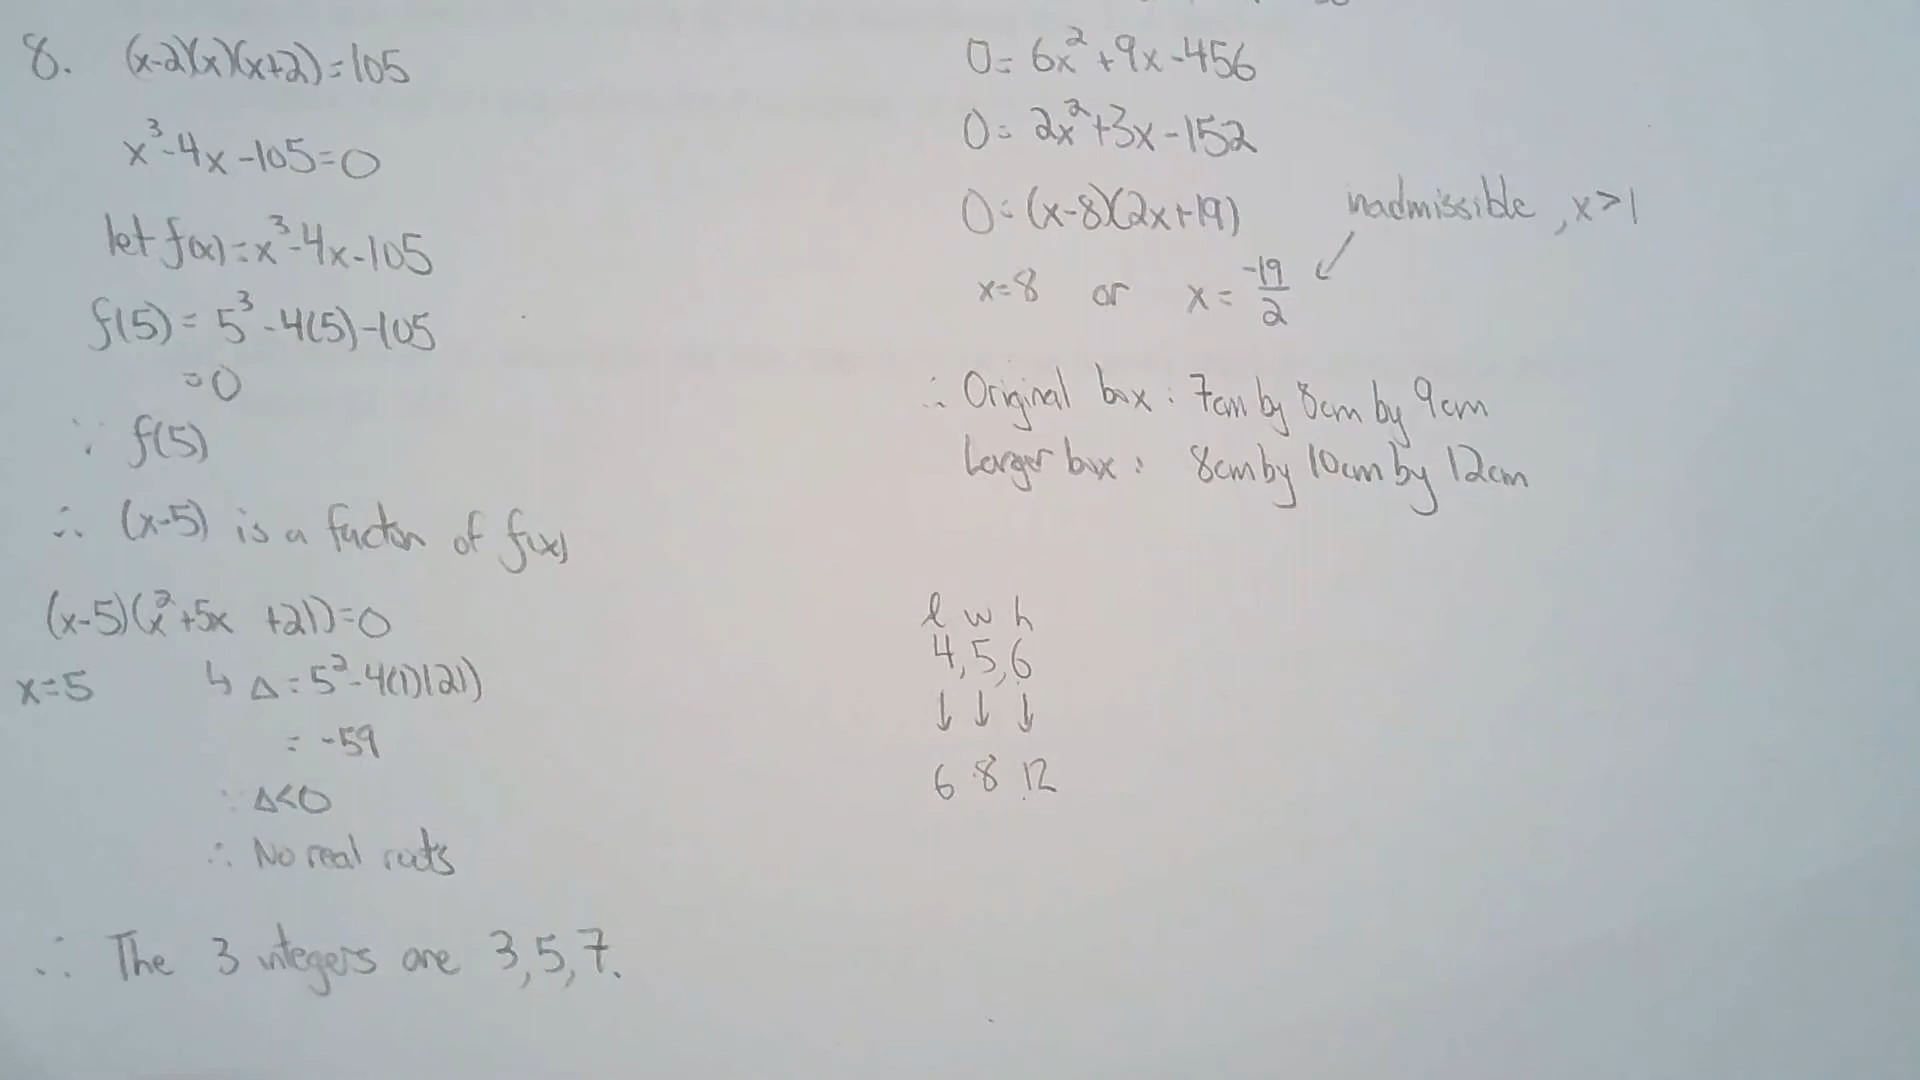 8. (x-2)(x)(x+2)=105
x³-4x-105=0
let f(x)=x³-4x-105
f(5)=5³-4(5)-105
=0
∵ f(5)
∴ (x-5) is a factor of f(x)
(x-5)(x²+5x +21)=0
x=5 ↳ Δ=5²-4(1)(21)
= -59
∵ Δ<0
∴ No real roots
∴ The 3 integers are 3,5,7.
0=6x²+9x-456
0=2x²+3x-152
0=(x-8)(2x+19)
inadmissible, x>1
x=8 or x=-19/2 ↙
∴ Original box: 7cm by 8cm by 9cm
Larger box: 8cm by 10cm by 12cm
l w h
4,5,6
↓ ↓ ↓
6 8 12